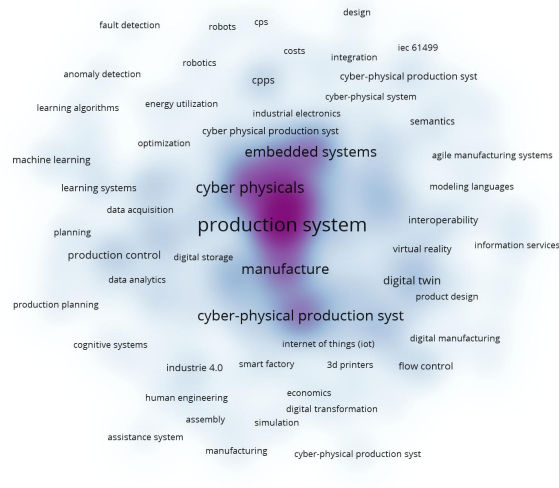 design
cps
fault detection
robots
iec 61499
costs
integration
robotics
anomaly detection
cyber-physical production syst
cpps
cyber-physical system
energy utilization
learning algorithms
industrial electronics
semantics
cyber physical production syst
optimization
embedded systems
agile manufacturing systems
machine learning
cyber physicals
learning systems
modeling languages
data acquisition
interoperability
production system
planning
information services
virtual reality
production control
digital storage
manufacture
data analytics
digital twin
product design
production planning
cyber-physical production syst
digital manufacturing
cognitive systems
internet of things (iot)
smart factory
3d printers
flow control
industrie 4.0
economics
human engineering
digital transformation
assembly
simulation
assistance system
manufacturing
cyber-physical production syst